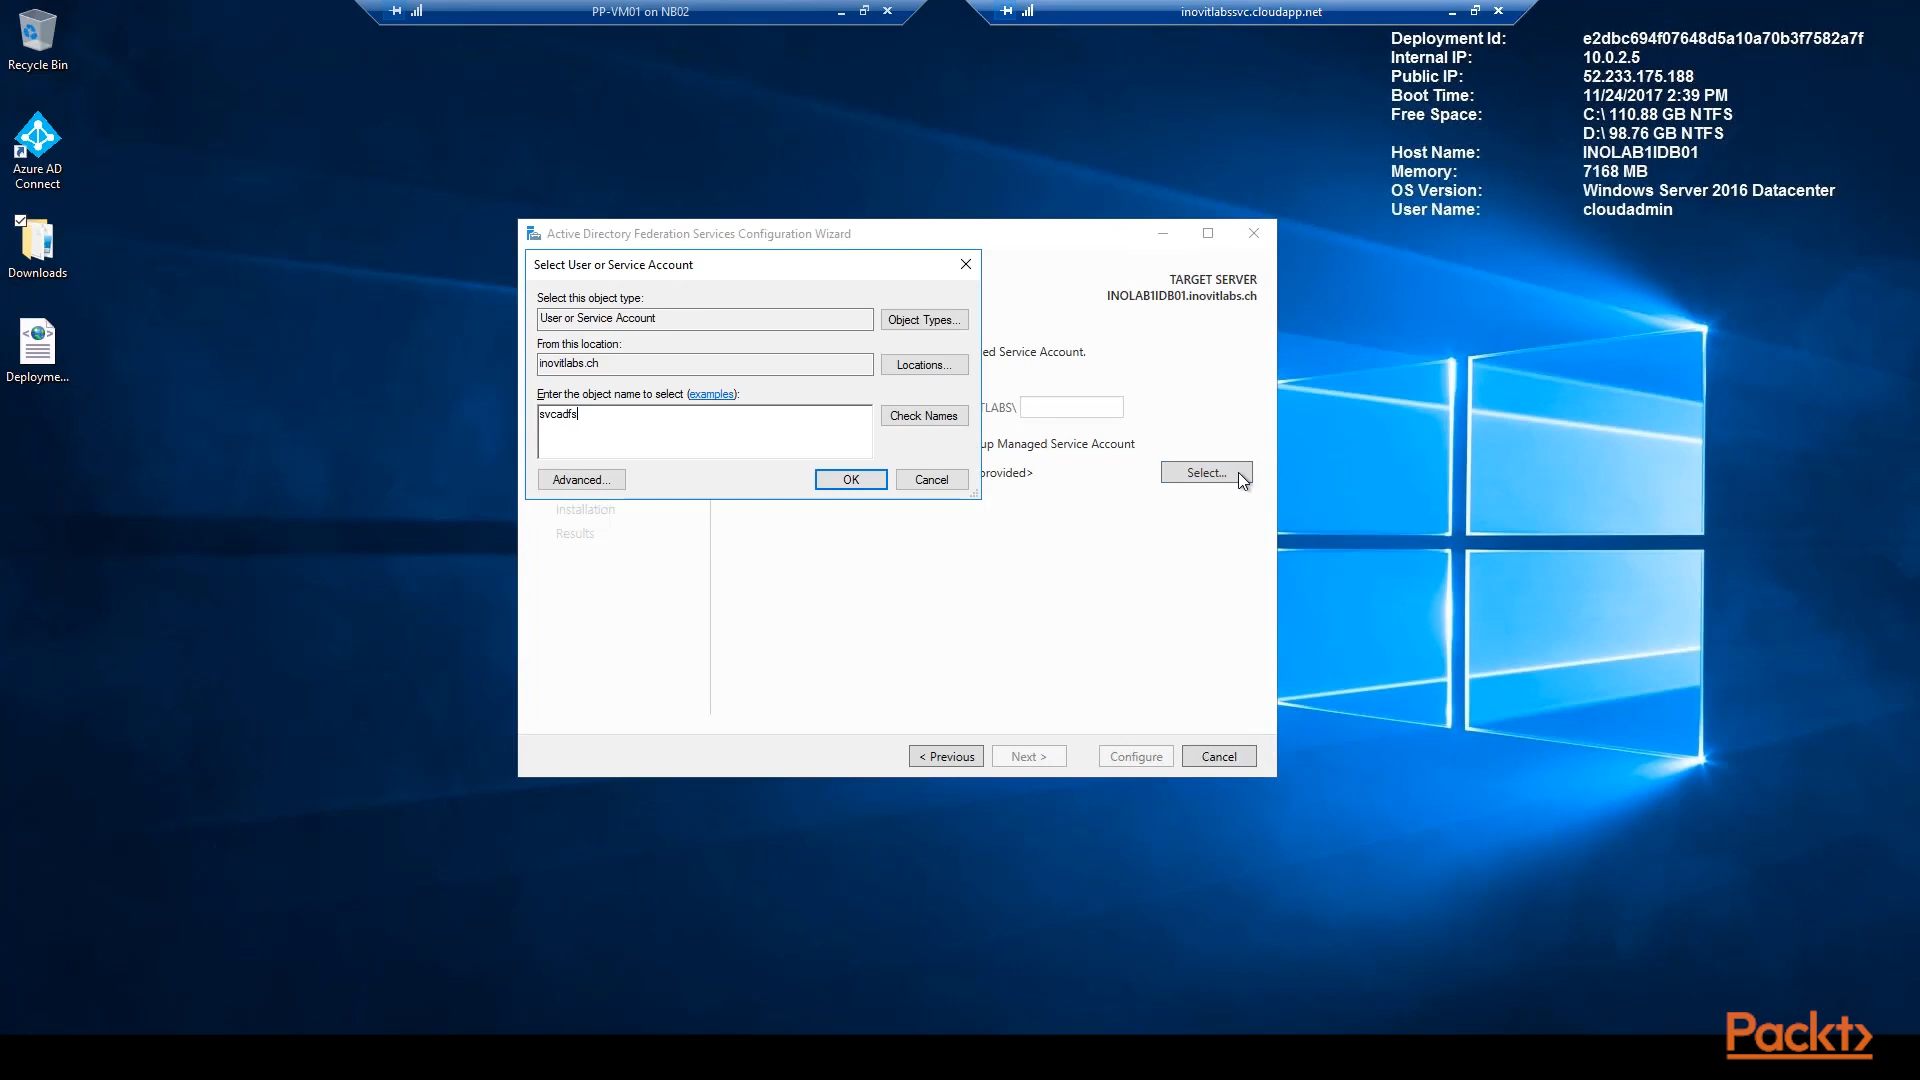 PP-VM01 on NB02
inovitlabssvc.cloudapp.net
Recycle Bin
Azure AD
Connect
Downloads
Deployme...
Deployment Id: e2dbc694f07648d5a10a70b3f7582a7f
Internal IP: 10.0.2.5
Public IP: 52.233.175.188
Boot Time: 11/24/2017 2:39 PM
Free Space: C:\ 110.88 GB NTFS
D:\ 98.76 GB NTFS
Host Name: INOLAB1IDB01
Memory: 7168 MB
OS Version: Windows Server 2016 Datacenter
User Name: cloudadmin
Active Directory Federation Services Configuration Wizard
TARGET SERVER
INOLAB1IDB01.inovitlabs.ch
Select User or Service Account
Select this object type:
User or Service Account
Object Types...
From this location:
inovitlabs.ch
Locations...
Enter the object name to select (examples):
svcadfs
Check Names
Advanced...
OK
Cancel
ed Service Account.
TLABS\
up Managed Service Account
provided>
Select...
Installation
Results
< Previous
Next >
Configure
Cancel
Packt>